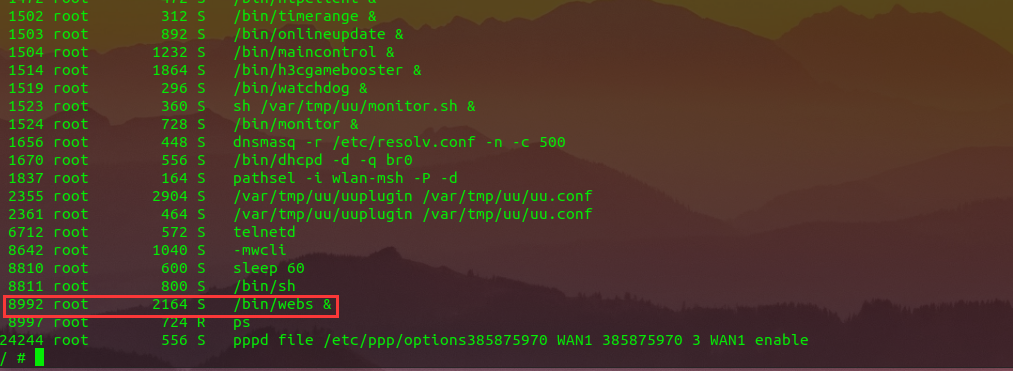 1472 root 472 S /bin/ntpclient &
1502 root 312 S /bin/timerange &
1503 root 892 S /bin/onlineupdate &
1504 root 1232 S /bin/maincontrol &
1514 root 1864 S /bin/h3cgamebooster &
1519 root 296 S /bin/watchdog &
1523 root 360 S sh /var/tmp/uu/monitor.sh &
1524 root 728 S /bin/monitor &
1656 root 448 S dnsmasq -r /etc/resolv.conf -n -c 500
1670 root 556 S /bin/dhcpd -d -q br0
1837 root 164 S pathsel -i wlan-msh -P -d
2355 root 2904 S /var/tmp/uu/uuplugin /var/tmp/uu/uu.conf
2361 root 464 S /var/tmp/uu/uuplugin /var/tmp/uu/uu.conf
6712 root 572 S telnetd
8642 root 1040 S -mwcli
8810 root 600 S sleep 60
8811 root 800 S /bin/sh
8992 root 2164 S /bin/webs &
8997 root 724 R ps
24244 root 556 S pppd file /etc/ppp/options385875970 WAN1 385875970 3 WAN1 enable
/ #